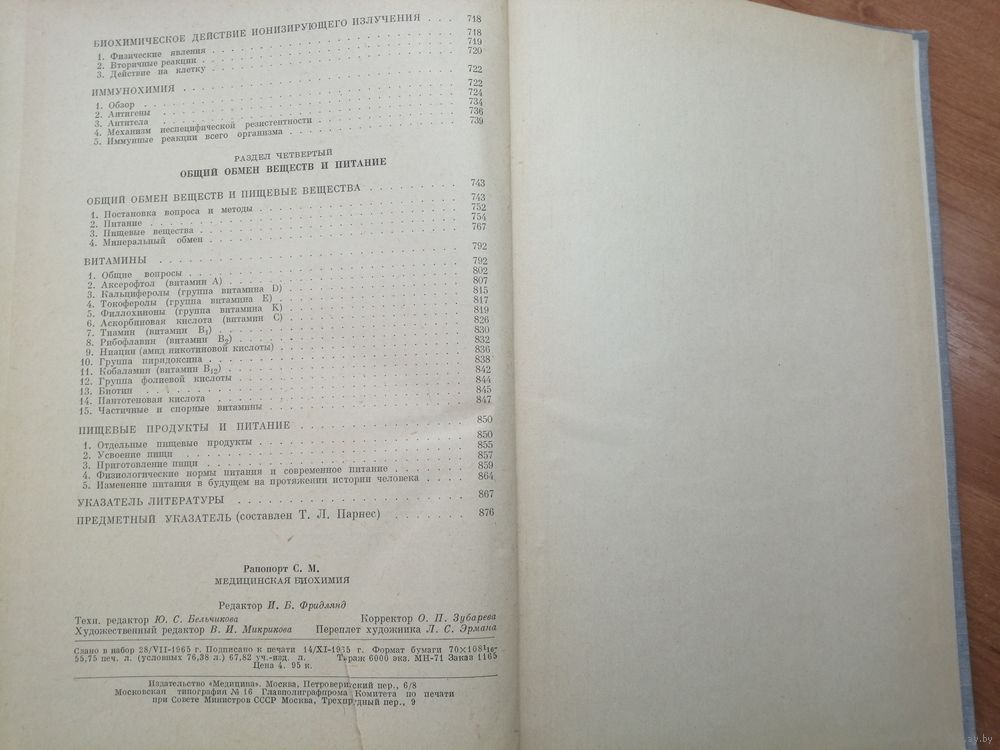 БИОХИМИЧЕСКОЕ ДЕЙСТВИЕ ИОНИЗИРУЮЩЕГО ИЗЛУЧЕНИЯ . . . 718
1. Физические явления . . . 718
2. Вторичные реакции . . . 719
3. Действие на клетку . . . 720
ИММУНОХИМИЯ . . . 722
1. Обзор . . . 722
2. Антигены . . . 724
3. Антитела . . . 734
4. Механизм неспецифической резистентности . . . 736
5. Иммунные реакции всего организма . . . 739
РАЗДЕЛ ЧЕТВЕРТЫЙ
ОБЩИЙ ОБМЕН ВЕЩЕСТВ И ПИТАНИЕ
ОБЩИЙ ОБМЕН ВЕЩЕСТВ И ПИЩЕВЫЕ ВЕЩЕСТВА . . . 743
1. Постановка вопроса и методы . . . 743
2. Питание . . . 752
3. Пищевые вещества . . . 754
4. Минеральный обмен . . . 767
ВИТАМИНЫ . . . 792
1. Общие вопросы . . . 792
2. Аксерофтол (витамин А) . . . 802
3. Кальциферолы (группа витамина D) . . . 807
4. Токоферолы (группа витамина Е) . . . 815
5. Филлохиноны (группа витамина К) . . . 817
6. Аскорбиновая кислота (витамин С) . . . 819
7. Тиамин (витамин B₁) . . . 826
8. Рибофлавин (витамин B₂) . . . 830
9. Ниацин (амид никотиновой кислоты) . . . 832
10. Группа пиридоксина . . . 836
11. Кобаламин (витамин B₁₂) . . . 838
12. Группа фолиевой кислоты . . . 842
13. Биотин . . . 844
14. Пантотеновая кислота . . . 845
15. Частичные и спорные витамины . . . 847
ПИЩЕВЫЕ ПРОДУКТЫ И ПИТАНИЕ . . . 850
1. Отдельные пищевые продукты . . . 850
2. Усвоение пищи . . . 855
3. Приготовление пищи . . . 857
4. Физиологические нормы питания и современное питание . . . 859
5. Изменение питания в будущем на протяжении истории человека . . . 864
УКАЗАТЕЛЬ ЛИТЕРАТУРЫ . . . 867
ПРЕДМЕТНЫЙ УКАЗАТЕЛЬ (составлен Т. Л. Парнес) . . . 876
Рапопорт С. М.
МЕДИЦИНСКАЯ БИОХИМИЯ
Редактор И. Б. Фридлянд
Техн. редактор Ю. С. Бельчикова Корректор О. П. Зубарева
Художественный редактор В. И. Микрикова Переплет художника Л. С. Эрмана
Сдано в набор 28/VII-1965 г. Подписано к печати 14/XI-1965 г. Формат бумаги 70×108¹/₁₆.
55,75 печ. л. (условных 76,38 л.) 67,82 уч.-изд. л. Тираж 6000 экз. МН-71 Заказ 1165
Цена 4. 95 к.
Издательство «Медицина». Москва, Петроверигский пер., 6/8
Московская типография № 16 Главполиграфпрома Комитета по печати
при Совете Министров СССР Москва, Трехпрудный пер., 9
ay.by